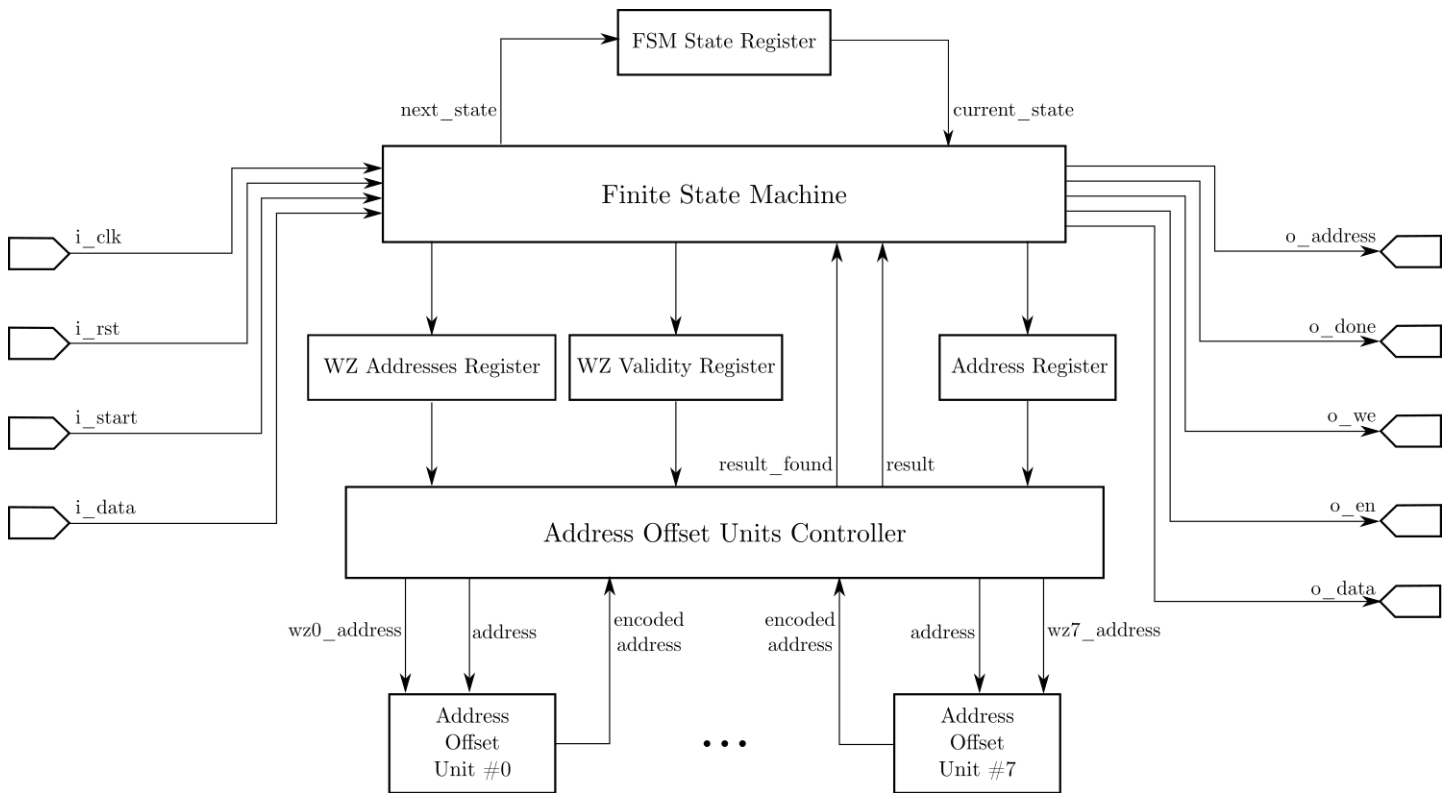 FSM State Register
next_state
current_state
Finite State Machine
i_clk
o_address
i_rst
o_done
WZ Addresses Register
WZ Validity Register
Address Register
i_start
o_we
result_found
result
i_data
o_en
Address Offset Units Controller
o_data
wz0_address
address
encoded
address
encoded
address
address
wz7_address
Address
Offset
Unit #0
...
Address
Offset
Unit #7